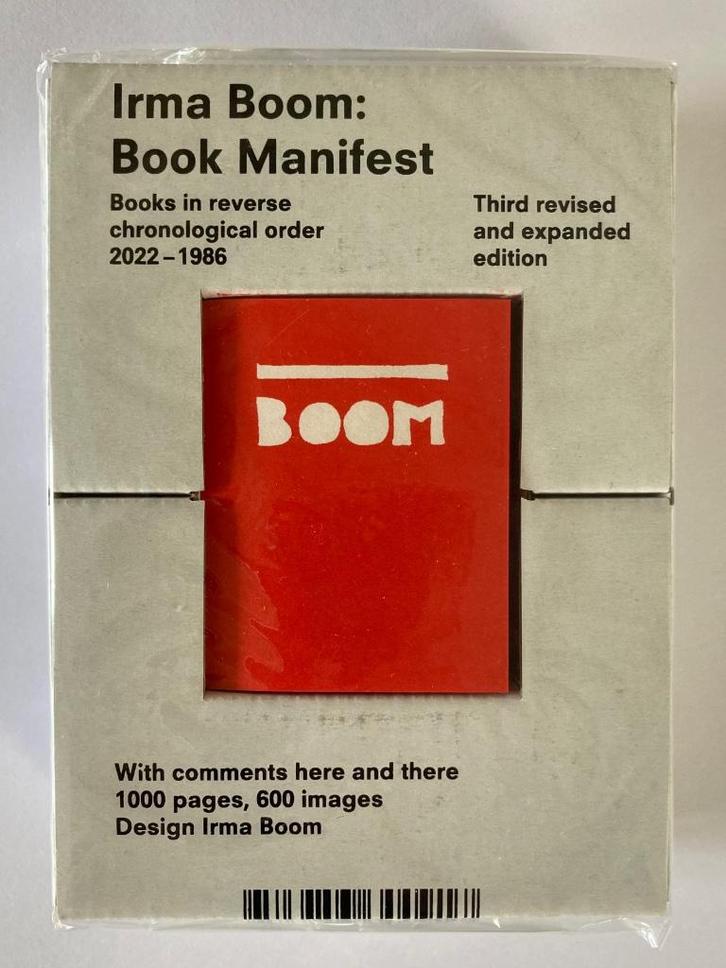 Irma Boom:
Book Manifest
Books in reverse
chronological order
2022–1986
Third revised
and expanded
edition
BOOM
With comments here and there
1000 pages, 600 images
Design Irma Boom